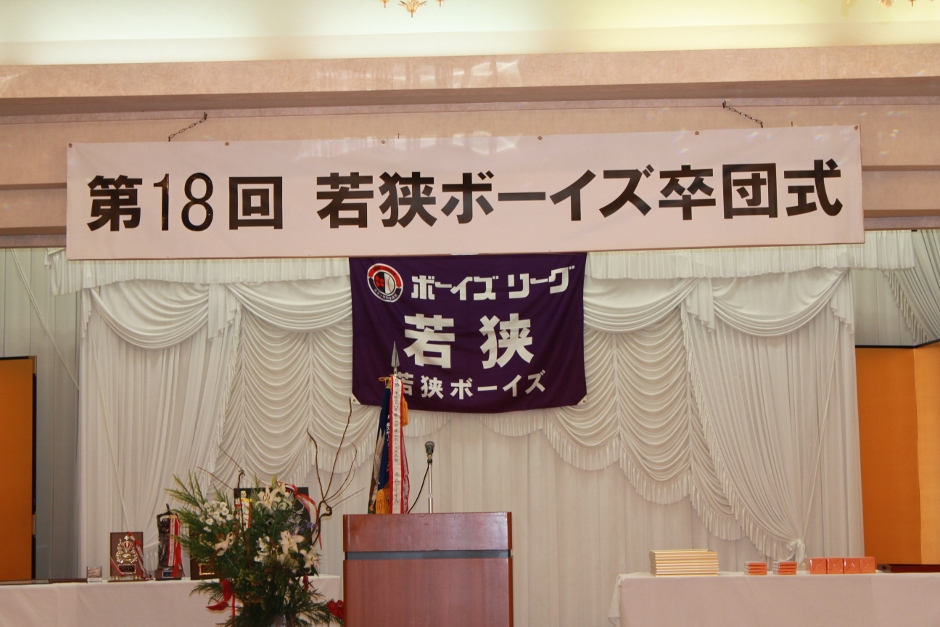 第18回 若狭ボーイズ卒団式
ボーイズ リーグ
若狭
若狭ボーイズ